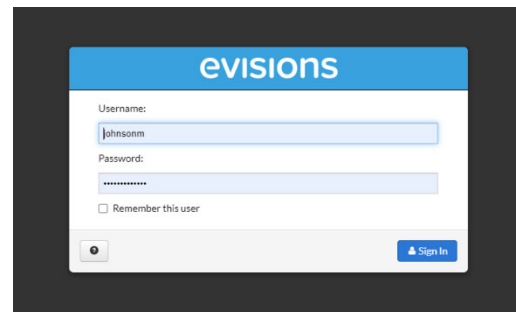 evisions
Username:
johnsonm
Password:
•••••••••••••
Remember this user
Sign In